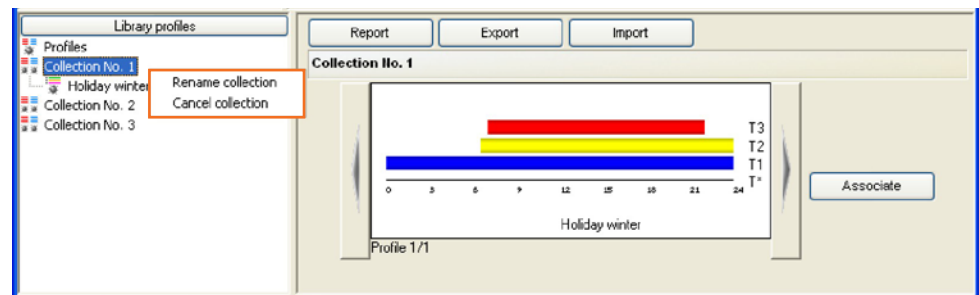 Library profiles
Profiles
Collection No. 1
Holiday winter
Collection No. 2
Collection No. 3
Rename collection
Cancel collection
Report Export Import
Collection No. 1
T3
T2
T1
T*
0 3 6 9 12 15 18 21 24
Holiday winter
Profile 1/1
Associate